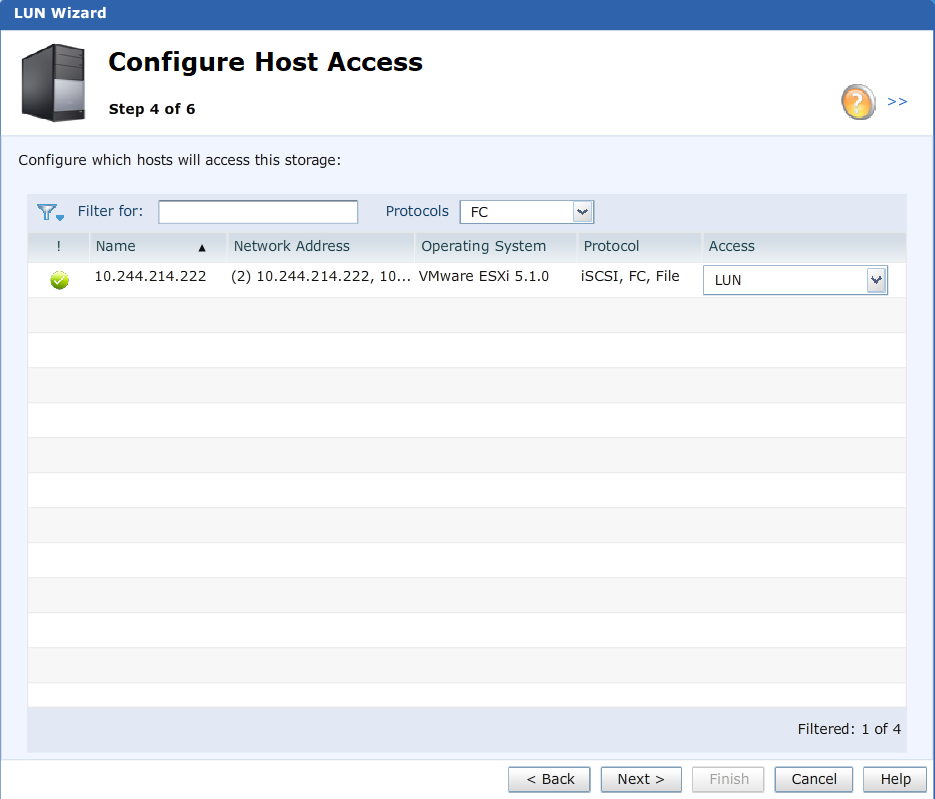 LUN Wizard
Configure Host Access
Step 4 of 6
? >>
Configure which hosts will access this storage:
Filter for: Protocols FC
! Name ▲ Network Address Operating System Protocol Access
10.244.214.222 (2) 10.244.214.222, 10... VMware ESXi 5.1.0 iSCSI, FC, File LUN
Filtered: 1 of 4
< Back Next > Finish Cancel Help